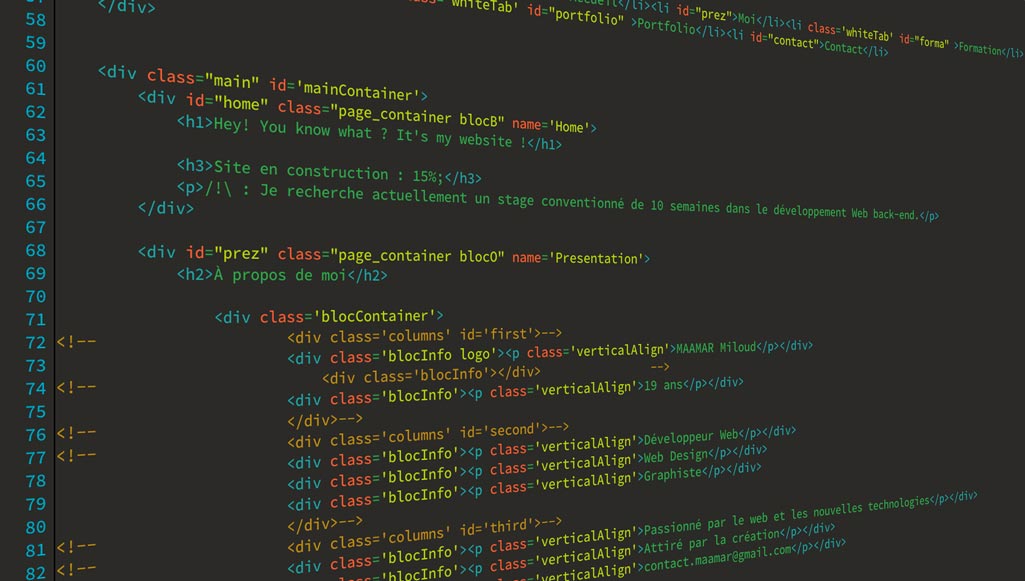 57 </div>
58 whiteTab' id="portfolio" >Portfolio</li><li id="prez">Moi</li><li class='whiteTab' id="forma" >Formation</li>
59 <li id="contact">Contact</li>
60
61 <div class="main" id='mainContainer'>
62 <div id="home" class="page_container blocB" name='Home'>
63 <h1>Hey! You know what ? It's my website !</h1>
64
65 <h3>Site en construction : 15%;</h3>
66 <p>/!\ : Je recherche actuellement un stage conventionné de 10 semaines dans le développement Web back-end.</p>
67 </div>
68 <div id="prez" class="page_container blocO" name='Presentation'>
69 <h2>À propos de moi</h2>
70
71 <div class='blocContainer'>
72 <!-- <div class='columns' id='first'>-->
73 <div class='blocInfo logo'><p class='verticalAlign'>MAAMAR Miloud</p></div>
74 <!-- <div class='blocInfo'></div> -->
75 <div class='blocInfo'><p class='verticalAlign'>19 ans</p></div>
76 <!-- </div>-->
77 <!-- <div class='columns' id='second'>-->
78 <div class='blocInfo'><p class='verticalAlign'>Développeur Web</p></div>
79 <div class='blocInfo'><p class='verticalAlign'>Web Design</p></div>
80 <div class='blocInfo'><p class='verticalAlign'>Graphiste</p></div>
81 <!-- </div>-->
82 <!-- <div class='columns' id='third'>-->
<div class='blocInfo'><p class='verticalAlign'>Passionné par le web et les nouvelles technologies</p></div>
<div class='blocInfo'><p class='verticalAlign'>Attiré par la création</p></div>
'blocInfo'><p class='verticalAlign'>contact.maamar@gmail.com</p></div>